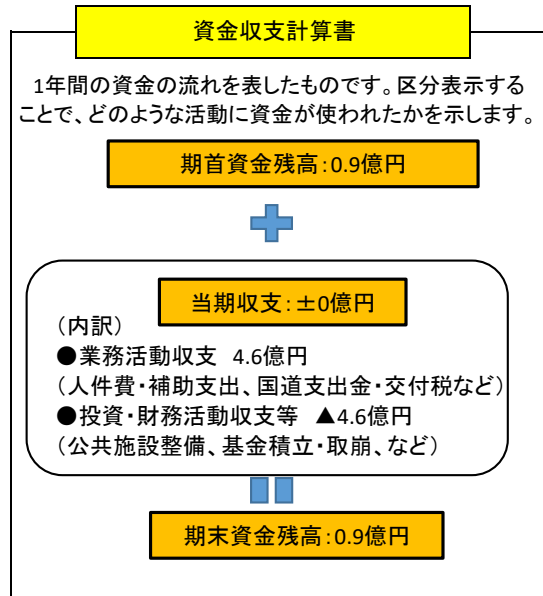 資金収支計算書
1年間の資金の流れを表したものです。区分表示する
ことで、どのような活動に資金が使われたかを示します。
期首資金残高：0.9億円
当期収支：±0億円
（内訳）
●業務活動収支 4.6億円
（人件費・補助支出、国道支出金・交付税など）
●投資・財務活動収支等 ▲4.6億円
（公共施設整備、基金積立・取崩、など）
期末資金残高：0.9億円